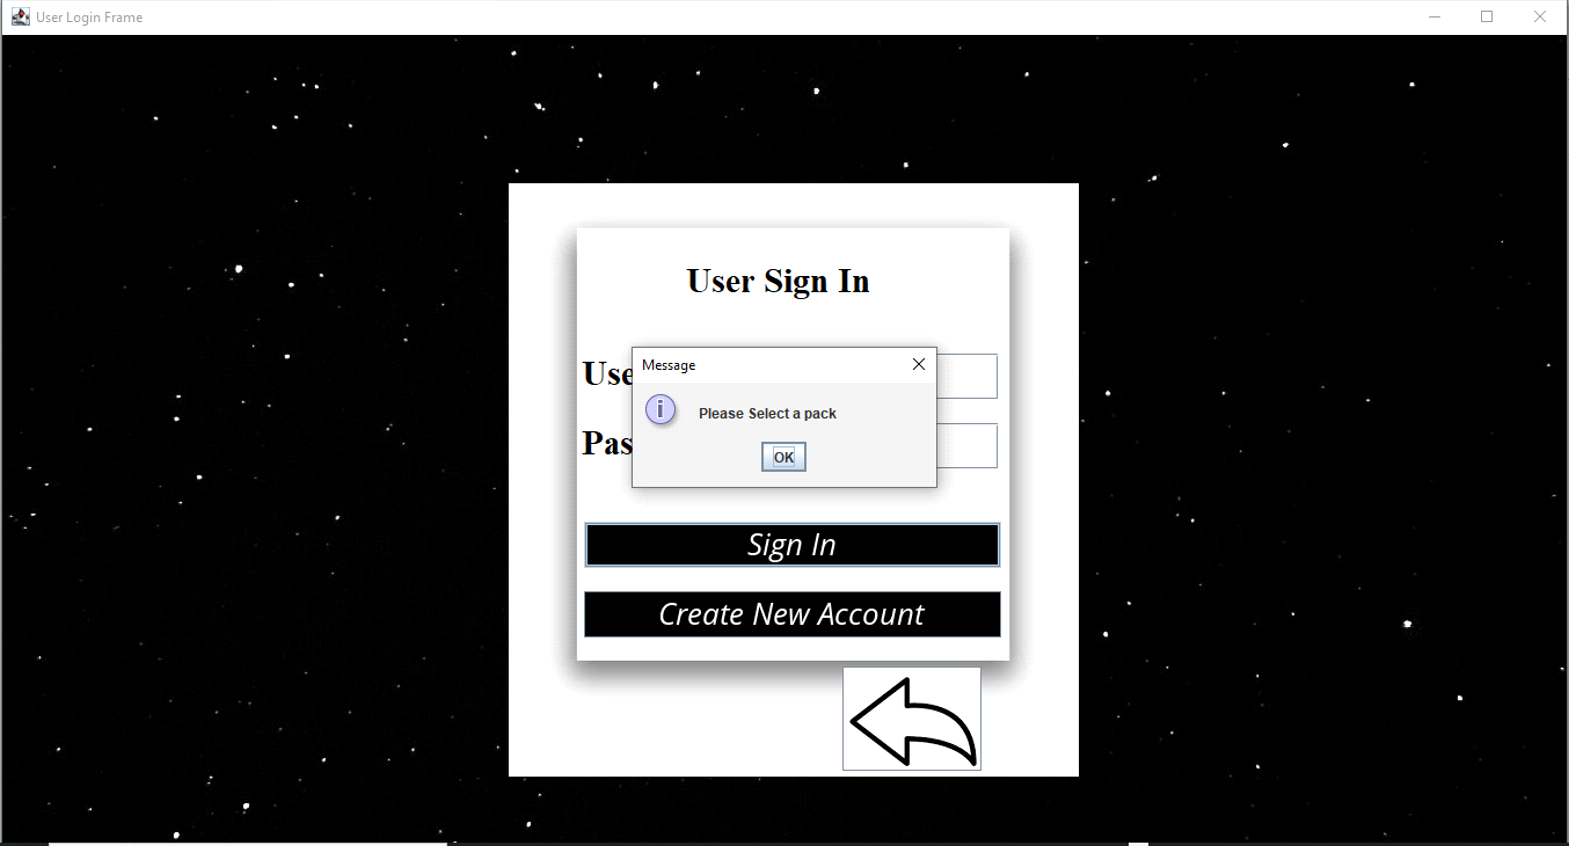 User Login Frame
User Sign In
Message
Use
Please Select a pack
Pas
OK
Sign In
Create New Account